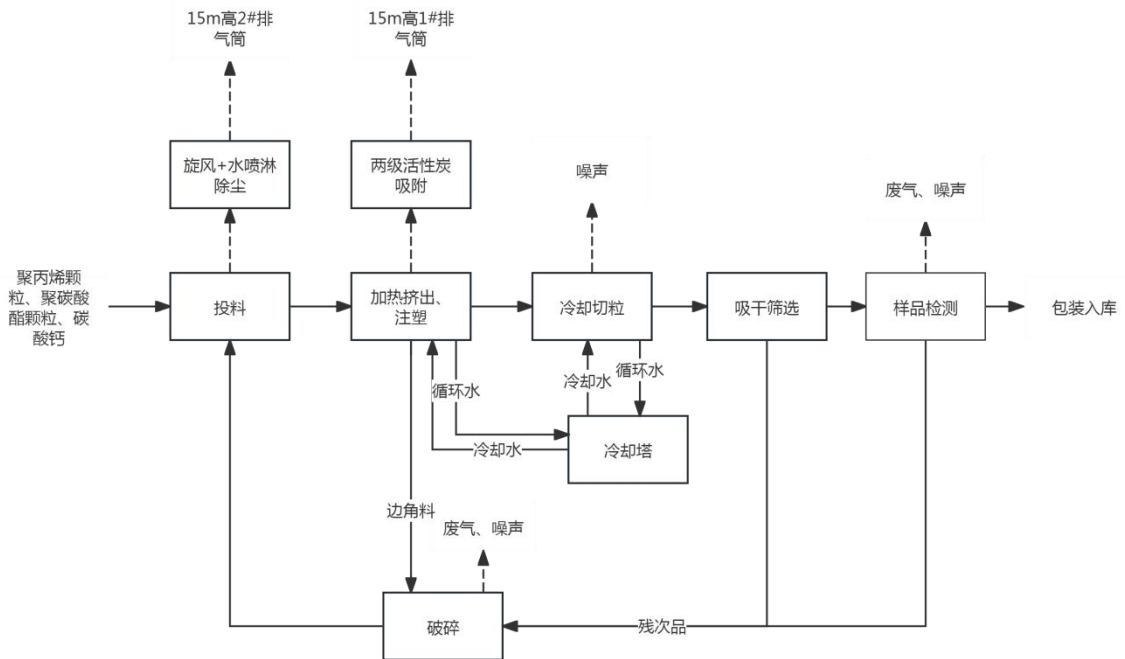 15m高2#排
气筒
15m高1#排
气筒
旋风+水喷淋
除尘
两级活性炭
吸附
噪声
废气、噪声
聚丙烯颗
粒、聚碳酸
酯颗粒、碳
酸钙
投料
加热挤出、
注塑
冷却切粒
吸干筛选
样品检测
包装入库
循环水
冷却水
循环水
冷却水
冷却塔
边角料
废气、噪声
破碎
残次品